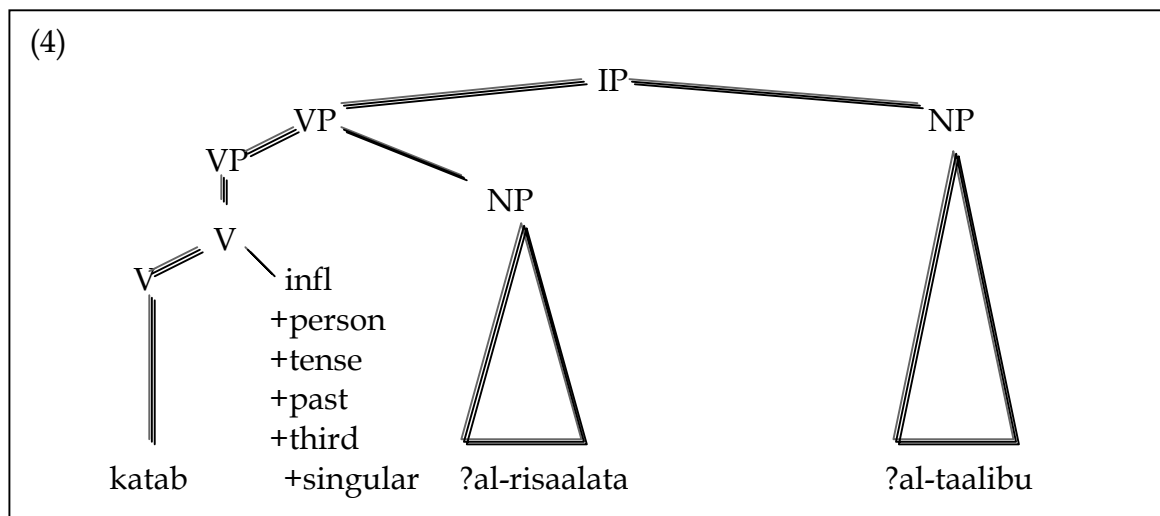 (4)
IP
VP NP
VP
NP
V
V infl
+person
+tense
+past
+third
katab +singular ?al-risaalata ?al-taalibu